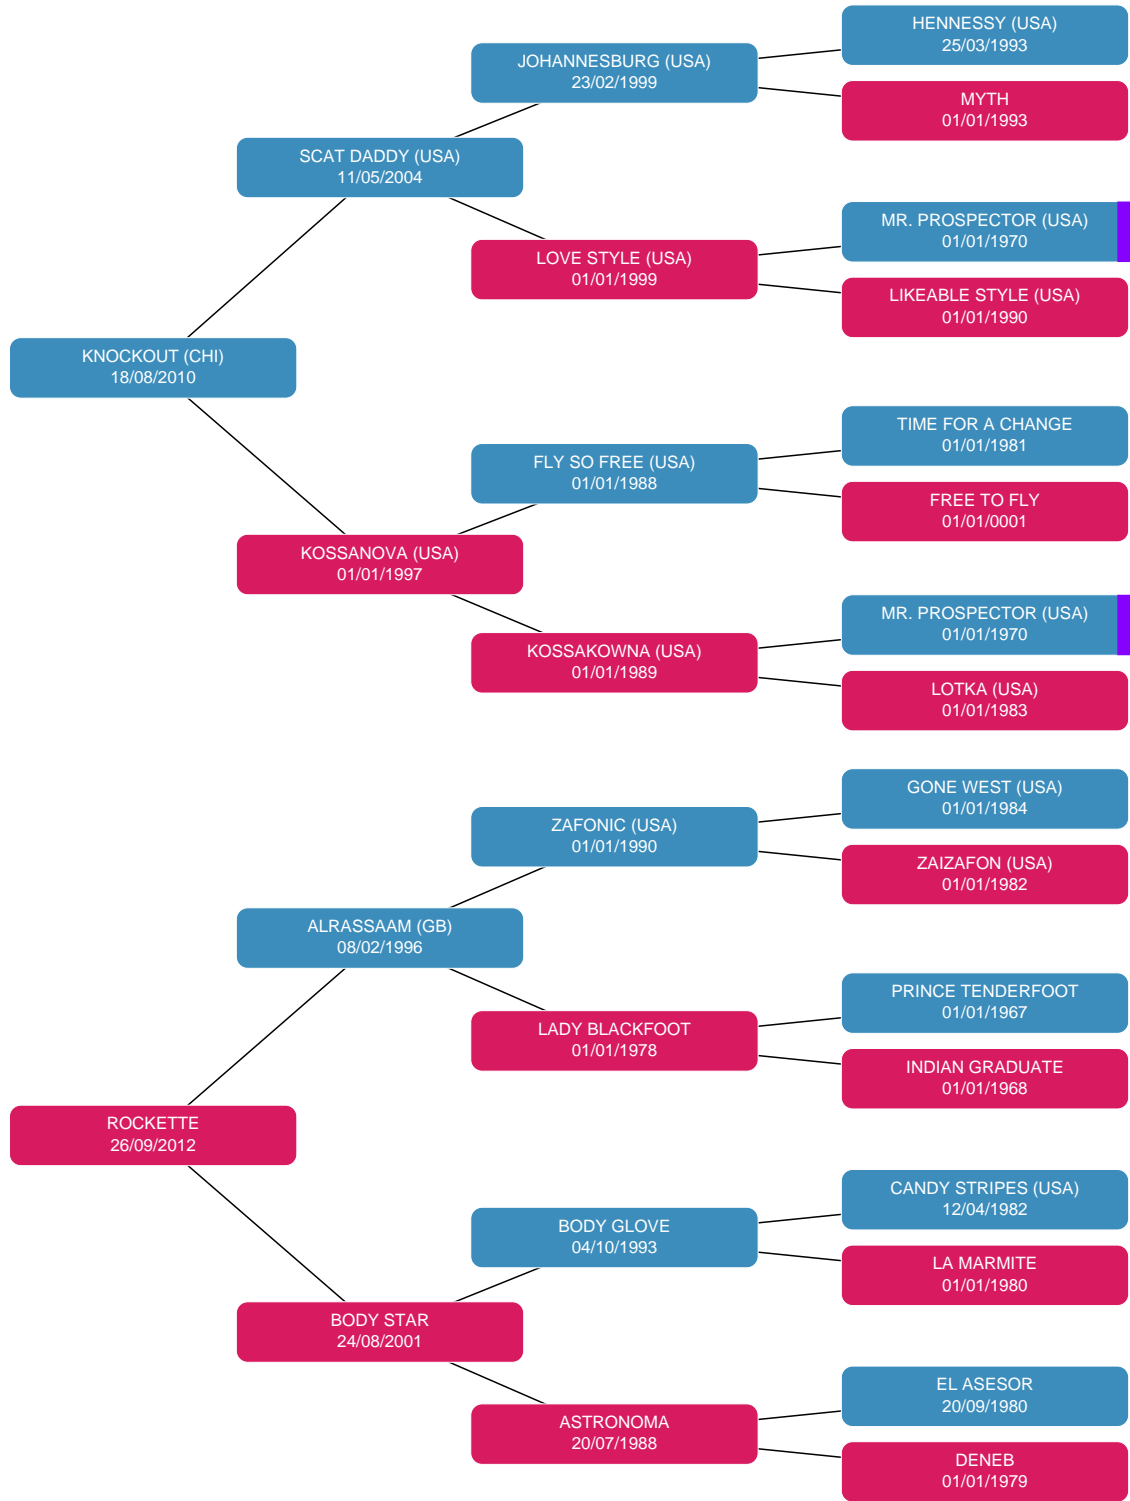 HENNESSY (USA)
25/03/1993
JOHANNESBURG (USA)
23/02/1999
MYTH
01/01/1993
SCAT DADDY (USA)
11/05/2004
MR. PROSPECTOR (USA)
01/01/1970
LOVE STYLE (USA)
01/01/1999
LIKEABLE STYLE (USA)
01/01/1990
KNOCKOUT (CHI)
18/08/2010
TIME FOR A CHANGE
01/01/1981
FLY SO FREE (USA)
01/01/1988
FREE TO FLY
01/01/0001
KOSSANOVA (USA)
01/01/1997
MR. PROSPECTOR (USA)
01/01/1970
KOSSAKOWNA (USA)
01/01/1989
LOTKA (USA)
01/01/1983
GONE WEST (USA)
01/01/1984
ZAFONIC (USA)
01/01/1990
ZAIZAFON (USA)
01/01/1982
ALRASSAAM (GB)
08/02/1996
PRINCE TENDERFOOT
01/01/1967
LADY BLACKFOOT
01/01/1978
INDIAN GRADUATE
01/01/1968
ROCKETTE
26/09/2012
CANDY STRIPES (USA)
12/04/1982
BODY GLOVE
04/10/1993
LA MARMITE
01/01/1980
BODY STAR
24/08/2001
EL ASESOR
20/09/1980
ASTRONOMA
20/07/1988
DENEB
01/01/1979